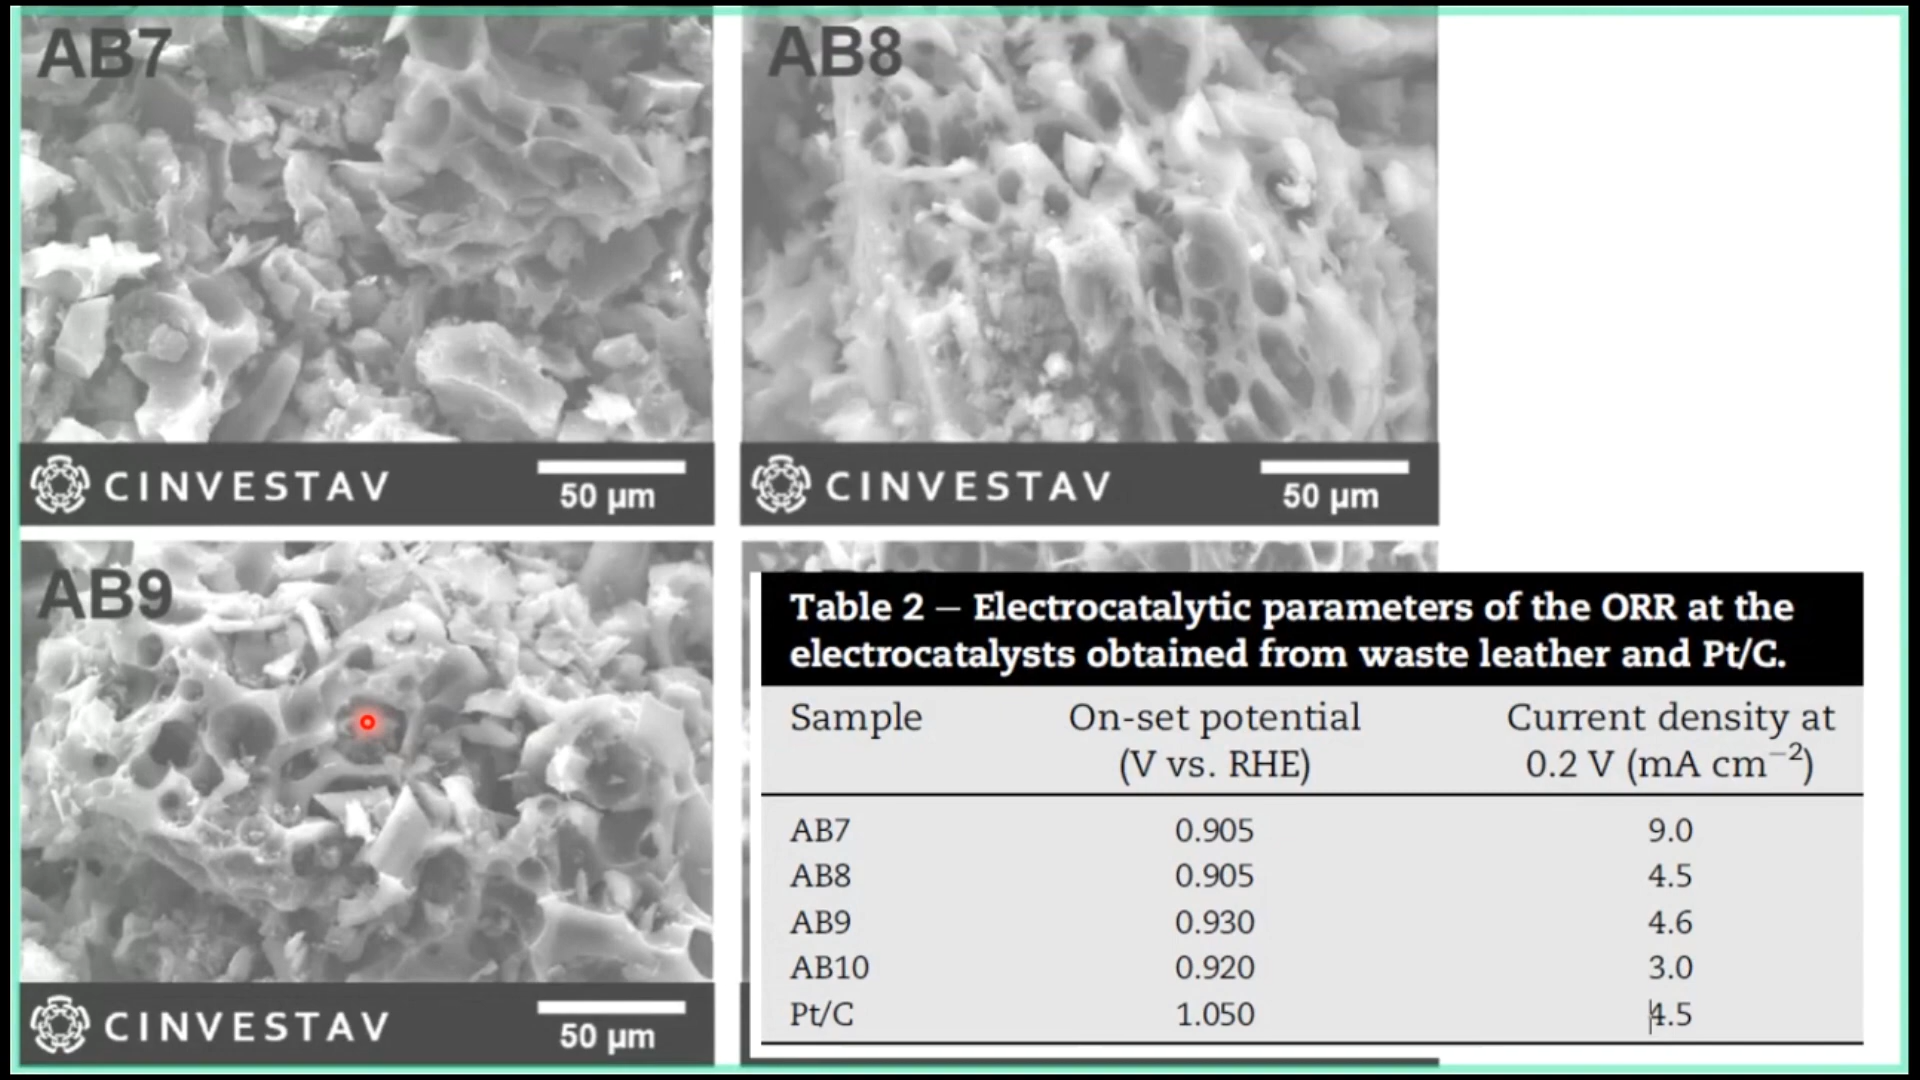 AB7
AB8
CINVESTAV
50 µm
CINVESTAV
50 µm
AB9
CINVESTAV
50 µm
Table 2 – Electrocatalytic parameters of the ORR at the
electrocatalysts obtained from waste leather and Pt/C.
Sample On-set potential Current density at
(V vs. RHE) 0.2 V (mA cm⁻²)
AB7 0.905 9.0
AB8 0.905 4.5
AB9 0.930 4.6
AB10 0.920 3.0
Pt/C 1.050 4.5